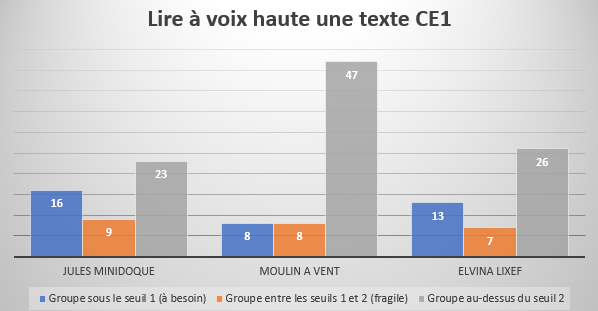 Lire à voix haute une texte CE1
47
23
26
16
13
9
8
8
7
JULES MINIDOQUE
MOULIN A VENT
ELVINA LIXEF
Groupe sous le seuil 1 (à besoin)
Groupe entre les seuils 1 et 2 (fragile)
Groupe au-dessus du seuil 2